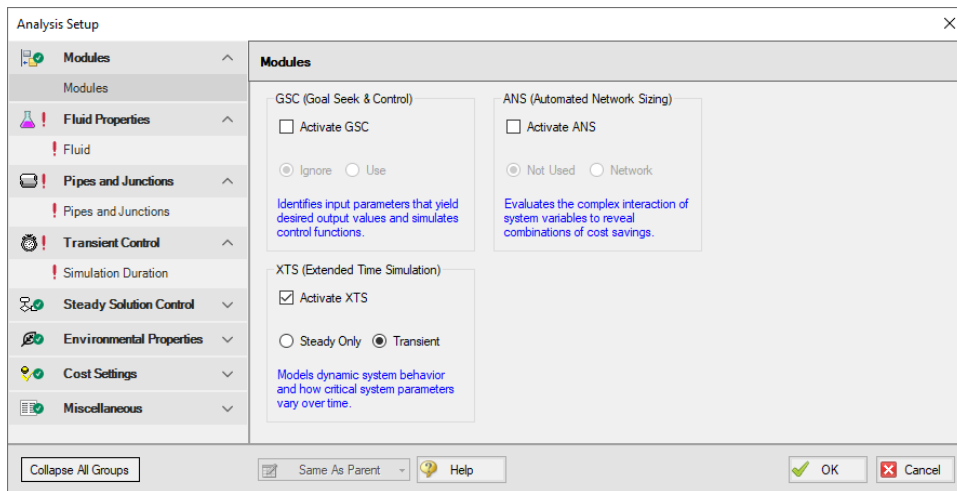 Analysis Setup
Modules
Modules
Fluid Properties
Fluid
Pipes and Junctions
Pipes and Junctions
Transient Control
Simulation Duration
Steady Solution Control
Environmental Properties
Cost Settings
Miscellaneous
Modules
GSC (Goal Seek & Control)
Activate GSC
Ignore Use
Identifies input parameters that yield
desired output values and simulates
control functions.
ANS (Automated Network Sizing)
Activate ANS
Not Used Network
Evaluates the complex interaction of
system variables to reveal
combinations of cost savings.
XTS (Extended Time Simulation)
Activate XTS
Steady Only Transient
Models dynamic system behavior
and how critical system parameters
vary over time.
Collapse All Groups
Same As Parent
Help
OK
Cancel